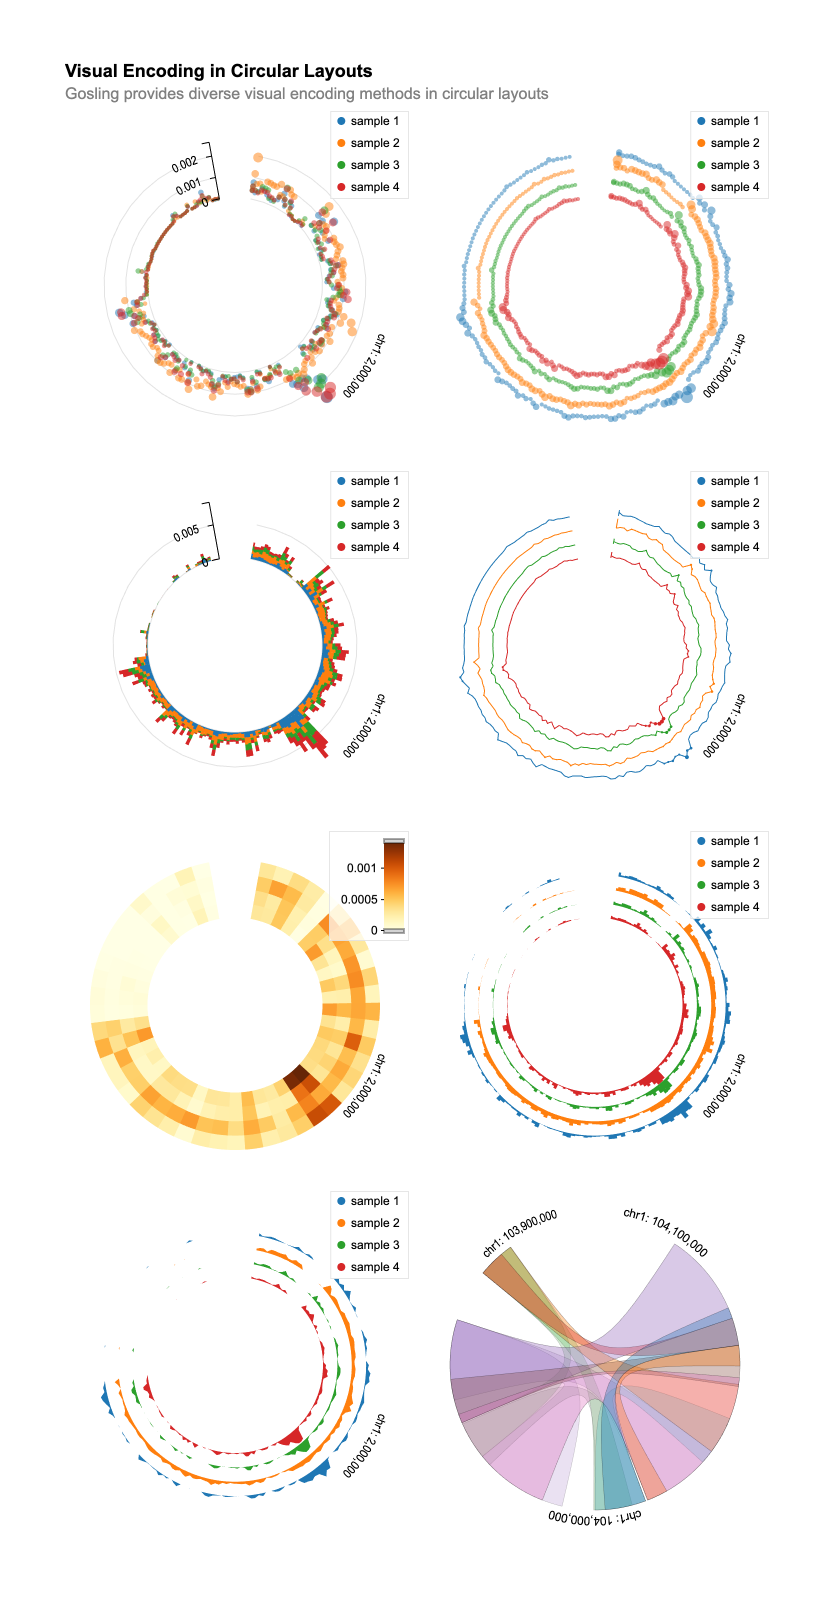 Visual Encoding in Circular Layouts
Gosling provides diverse visual encoding methods in circular layouts
sample 1
sample 2
sample 3
sample 4
0.002
0.001
0
chr1: 2,000,000
sample 1
sample 2
sample 3
sample 4
chr1: 2,000,000
sample 1
sample 2
sample 3
sample 4
0.005
0
chr1: 2,000,000
sample 1
sample 2
sample 3
sample 4
chr1: 2,000,000
0.001
0.0005
0
chr1: 2,000,000
sample 1
sample 2
sample 3
sample 4
chr1: 2,000,000
sample 1
sample 2
sample 3
sample 4
chr1: 2,000,000
chr1: 103,900,000
chr1: 104,100,000
chr1: 104,000,000